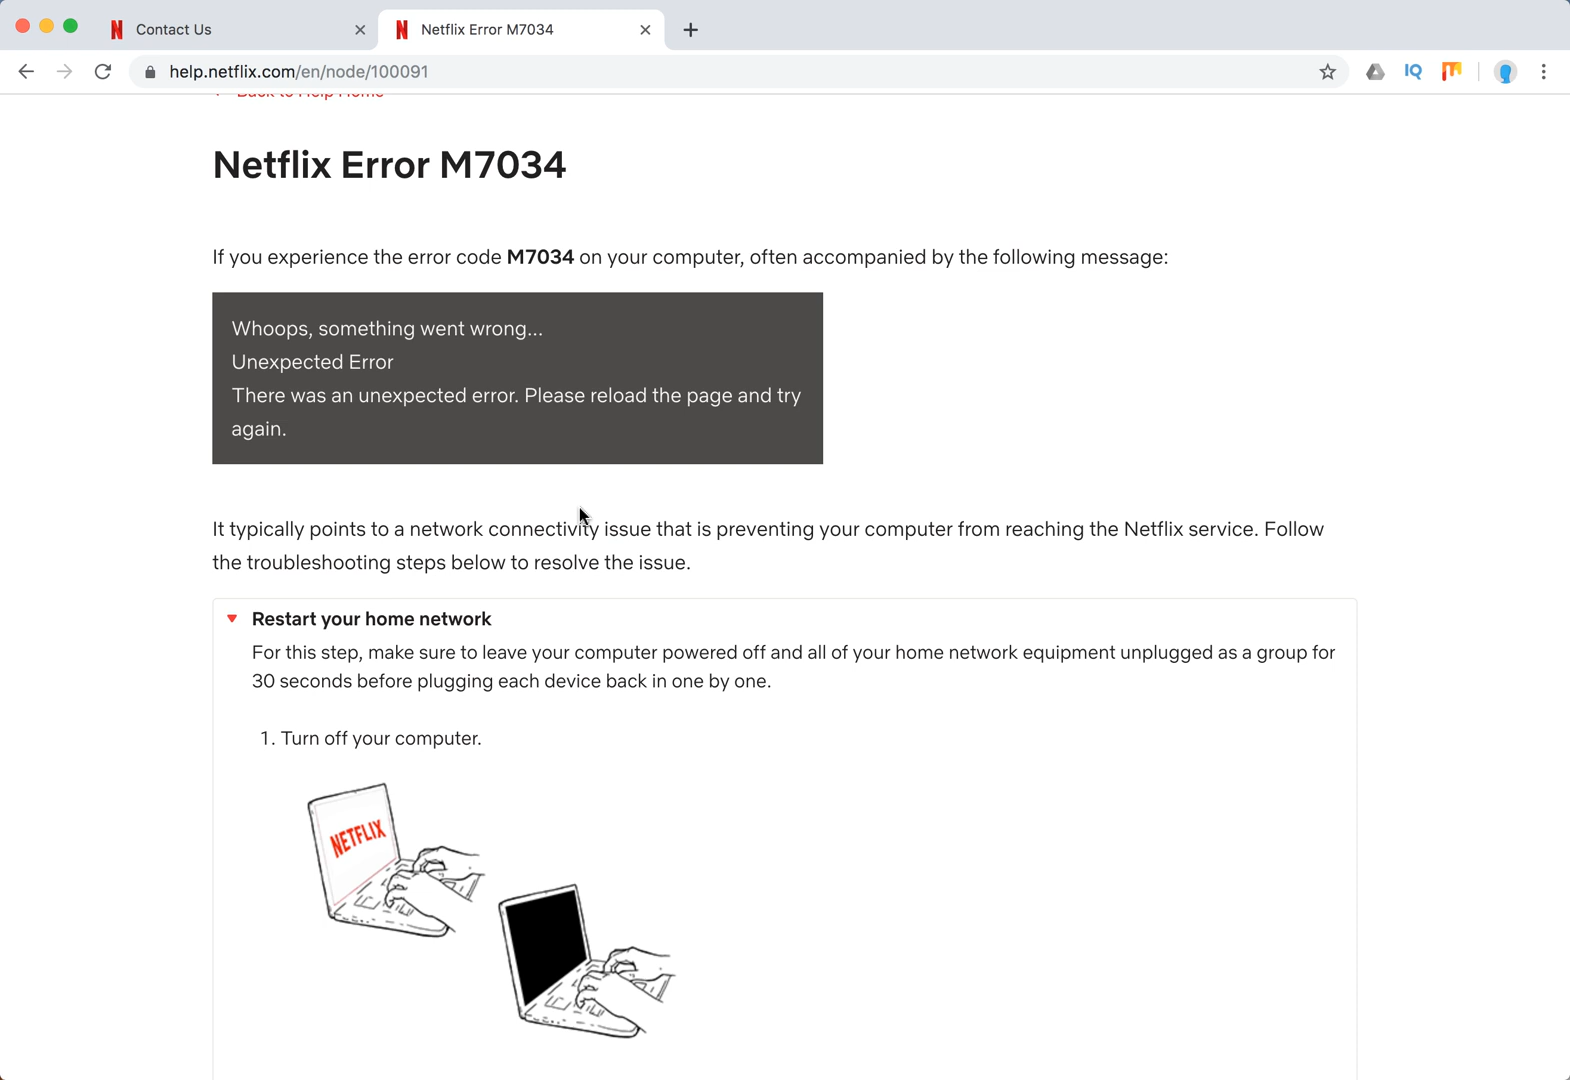 Contact Us
Netflix Error M7034
help.netflix.com/en/node/100091
IQ
Back to Help Home
Netflix Error M7034
If you experience the error code M7034 on your computer, often accompanied by the following message:
Whoops, something went wrong...
Unexpected Error
There was an unexpected error. Please reload the page and try
again.
It typically points to a network connectivity issue that is preventing your computer from reaching the Netflix service. Follow
the troubleshooting steps below to resolve the issue.
Restart your home network
For this step, make sure to leave your computer powered off and all of your home network equipment unplugged as a group for
30 seconds before plugging each device back in one by one.
1. Turn off your computer.
NETFLIX